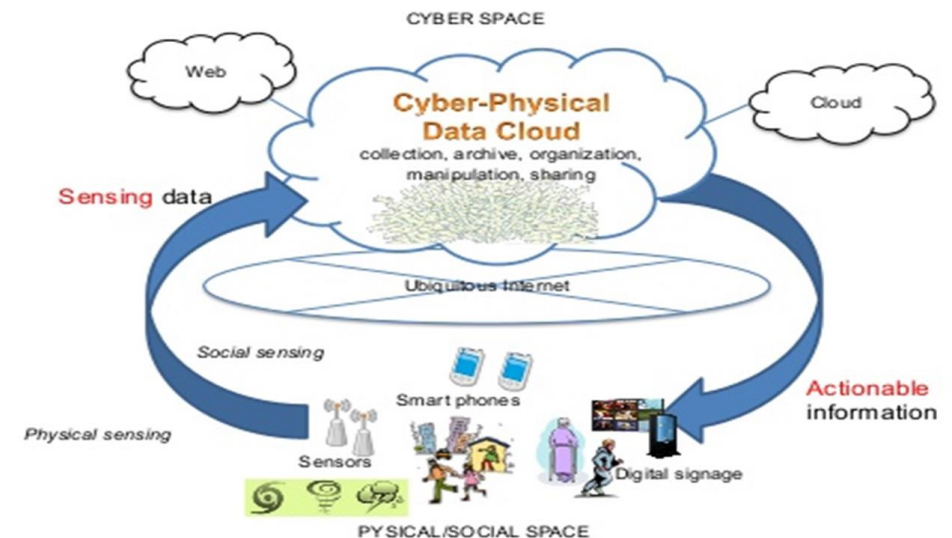 CYBER SPACE
Web
Cloud
Cyber-Physical
Data Cloud
collection, archive, organization,
manipulation, sharing
Sensing data
Ubiquitous Internet
Social sensing
Smart phones
Actionable
information
Physical sensing
Sensors
Digital signage
PYSICAL/SOCIAL SPACE